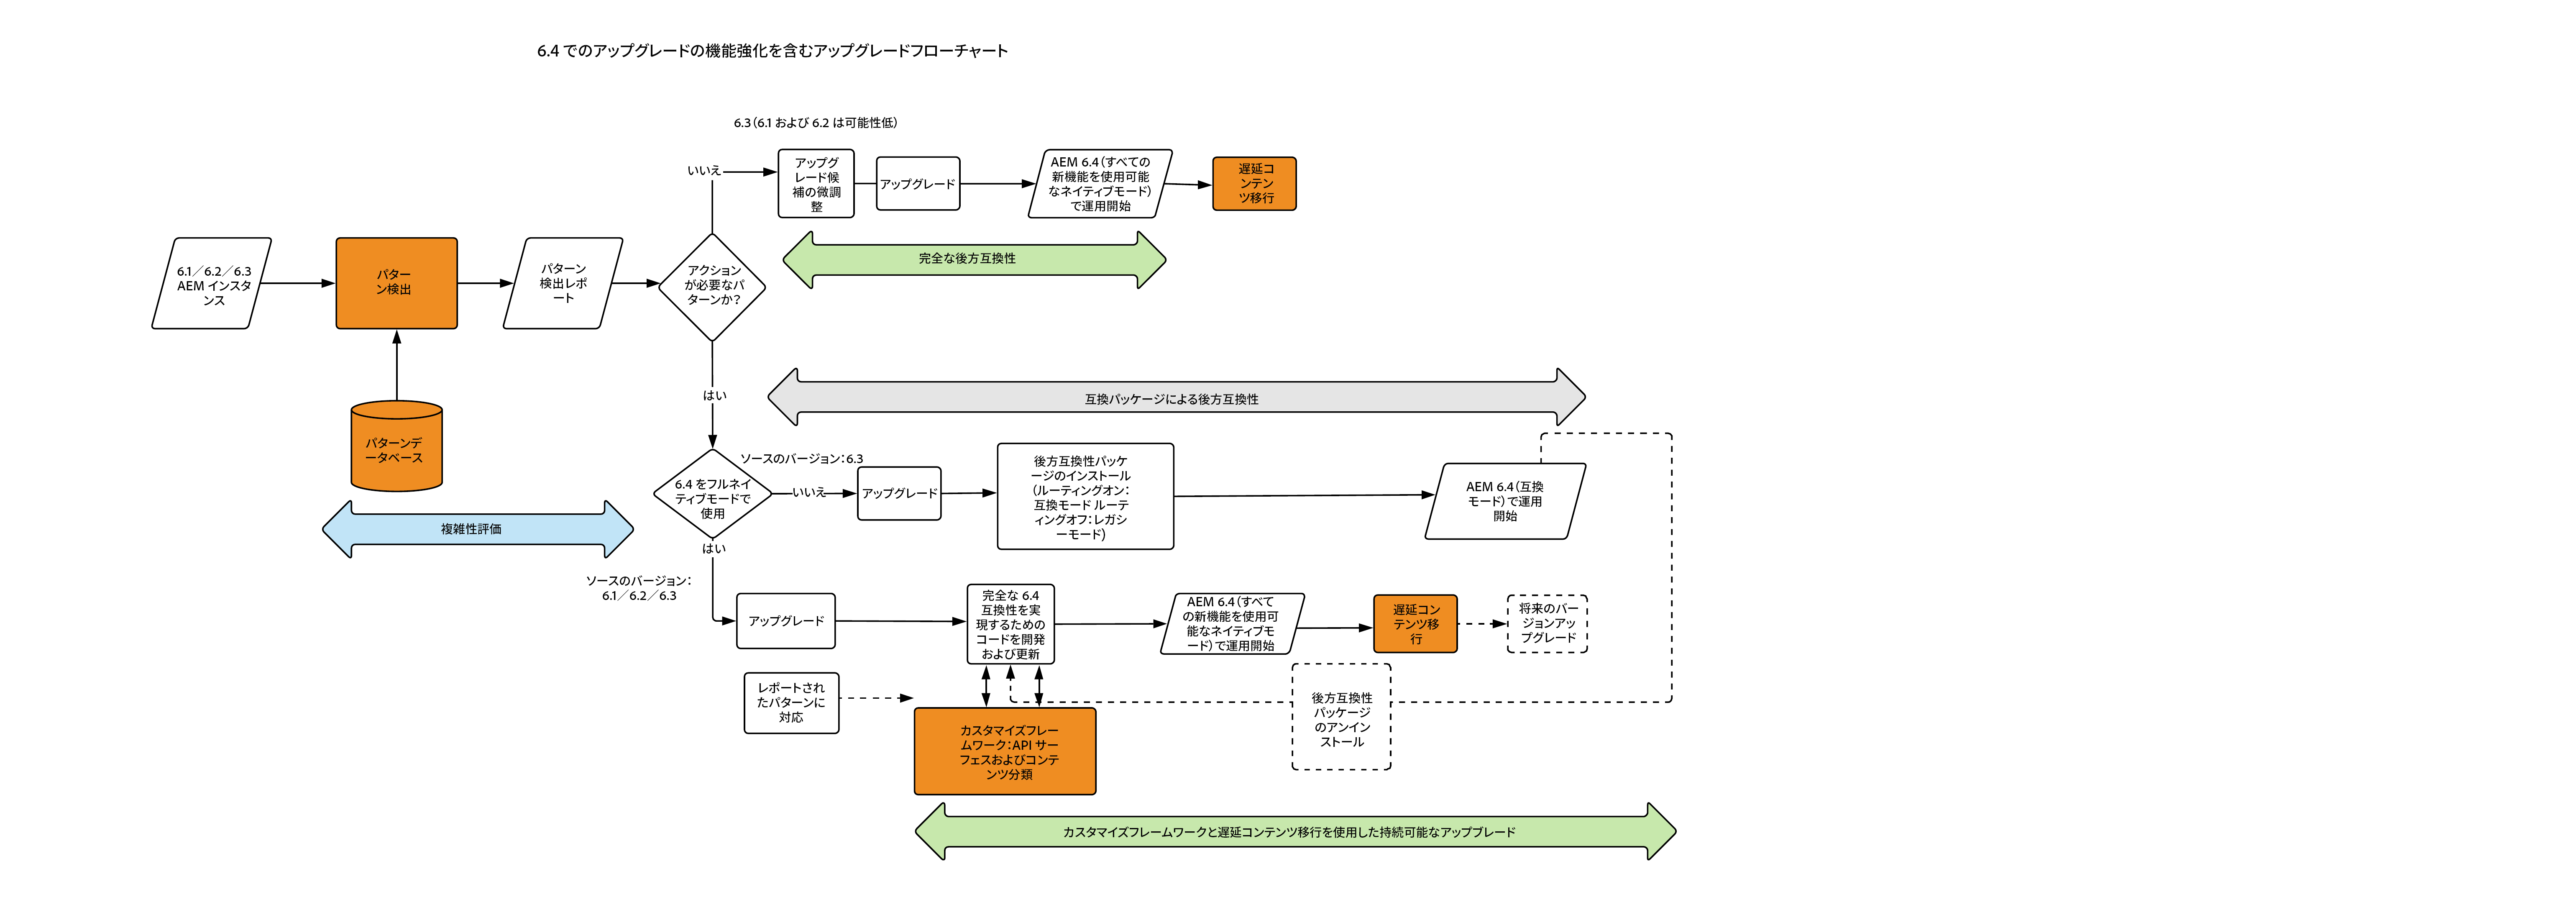 6.4 でのアップグレードの機能強化を含むアップグレードフローチャート
6.3（6.1 および 6.2 は可能性低）
いいえ
アップグ
レード候
補の微調
整
アップグレード
AEM 6.4（すべての
新機能を使用可能
なネイティブモード）
で運用開始
遅延コ
ンテン
ツ移行
完全な後方互換性
6.1／6.2／6.3
AEM インスタ
ンス
パター
ン検出
パターン
検出レポ
ート
アクション
が必要なパ
ターンか？
はい
互換パッケージによる後方互換性
パターンデ
ータベース
複雑性評価
ソースのバージョン：6.3
6.4 をフルネイ
ティブモードで
使用
いいえ
アップグレード
後方互換性パッケ
ージのインストール
（ルーティングオン：
互換モード ルーテ
ィングオフ：レガシ
ーモード）
AEM 6.4（互換
モード）で運用
開始
はい
ソースのバージョン：
6.1／6.2／6.3
アップグレード
完全な 6.4
互換性を実
現するための
コードを開発
および更新
AEM 6.4（すべて
の新機能を使用可
能なネイティブモ
ード）で運用開始
遅延コン
テンツ移
行
将来のバー
ジョンアッ
プグレード
レポートされ
たパターンに
対応
カスタマイズフレー
ムワーク：API サー
フェスおよびコンテ
ンツ分類
後方互換性
パッケージ
のアンイン
ストール
カスタマイズフレームワークと遅延コンテンツ移行を使用した持続可能なアップブレード